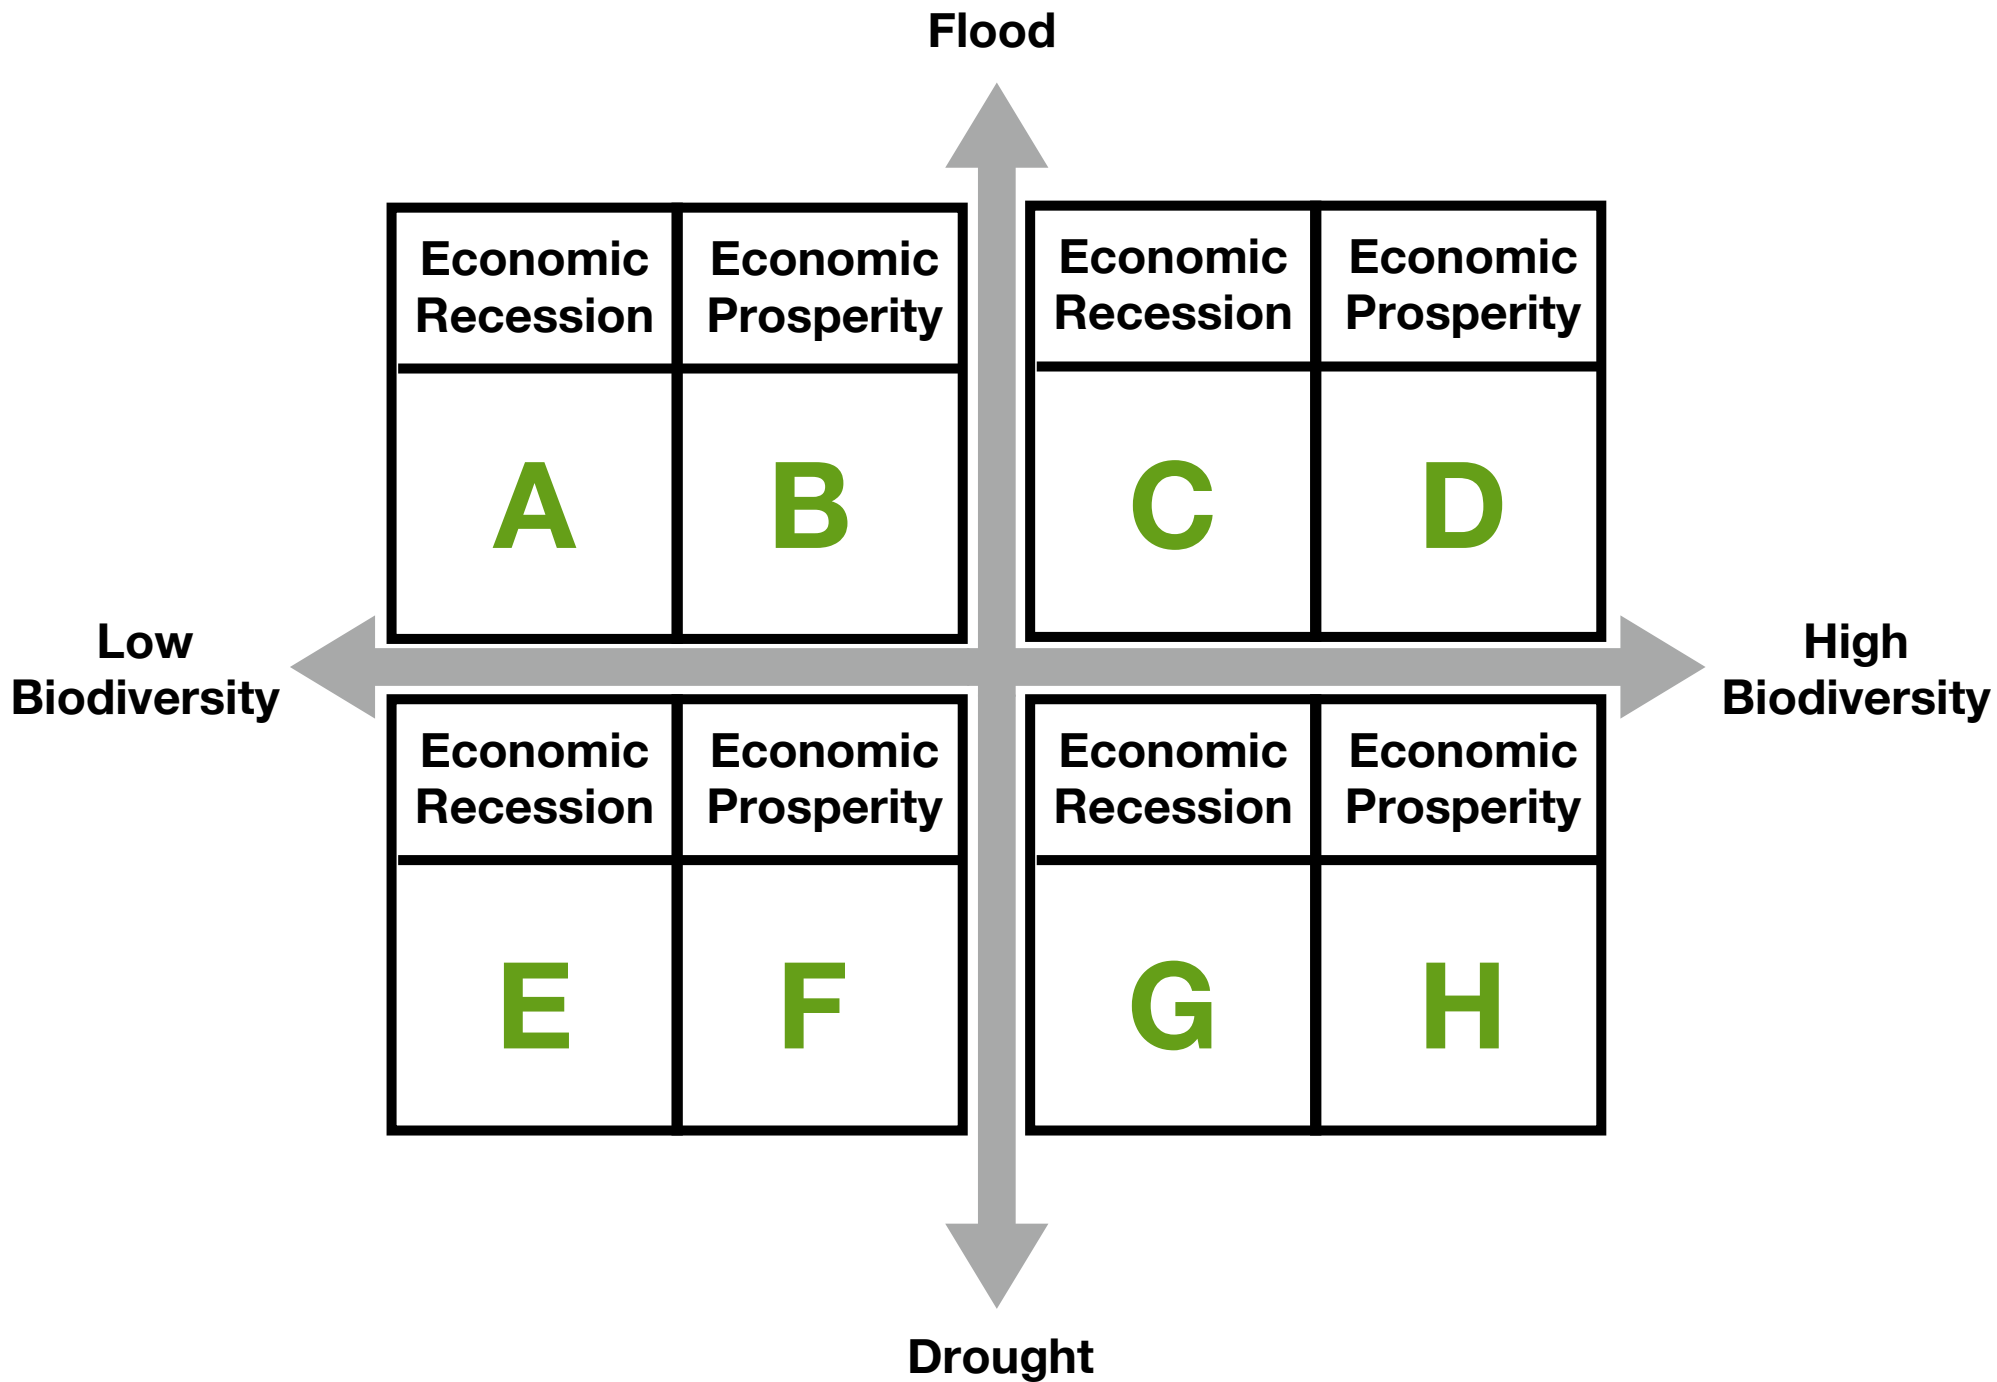 Flood
Economic Recession
Economic Prosperity
Economic Recession
Economic Prosperity
A
B
C
D
Low Biodiversity
High Biodiversity
Economic Recession
Economic Prosperity
Economic Recession
Economic Prosperity
E
F
G
H
Drought